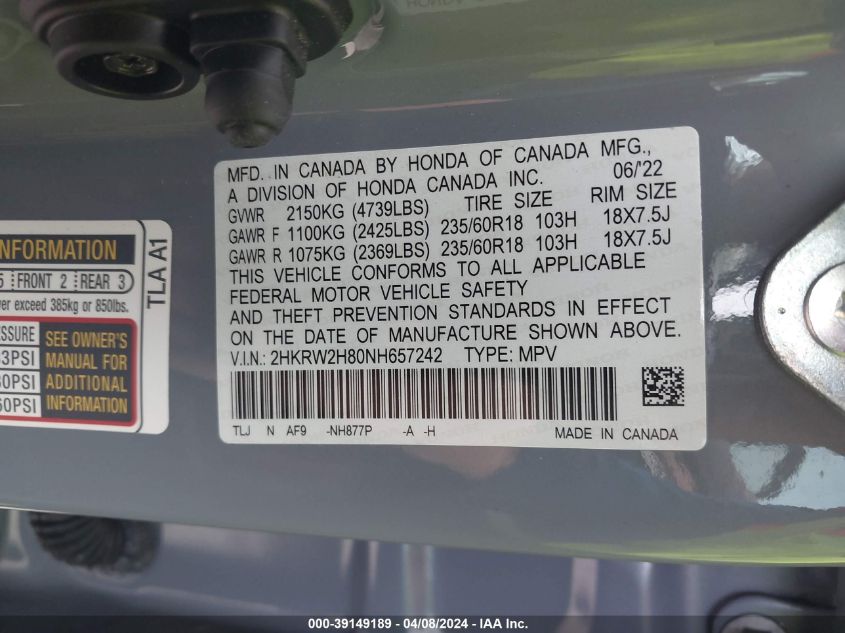 MFD. IN CANADA BY HONDA OF CANADA MFG., 06/'22
A DIVISION OF HONDA CANADA INC.
GVWR 2150KG (4739LBS) TIRE SIZE RIM SIZE
GAWR F 1100KG (2425LBS) 235/60R18 103H 18X7.5J
GAWR R 1075KG (2369LBS) 235/60R18 103H 18X7.5J
THIS VEHICLE CONFORMS TO ALL APPLICABLE
FEDERAL MOTOR VEHICLE SAFETY
AND THEFT PREVENTION STANDARDS IN EFFECT
ON THE DATE OF MANUFACTURE SHOWN ABOVE.
V.I.N.: 2HKRW2H80NH657242 TYPE: MPV
TLJ N AF9 -NH877P -A -H MADE IN CANADA
INFORMATION
FRONT 2 REAR 3
exceed 385kg or 850lbs.
SEE OWNER'S
MANUAL FOR
ADDITIONAL
INFORMATION
TLA A1
000-39149189 - 04/08/2024 - IAA Inc.